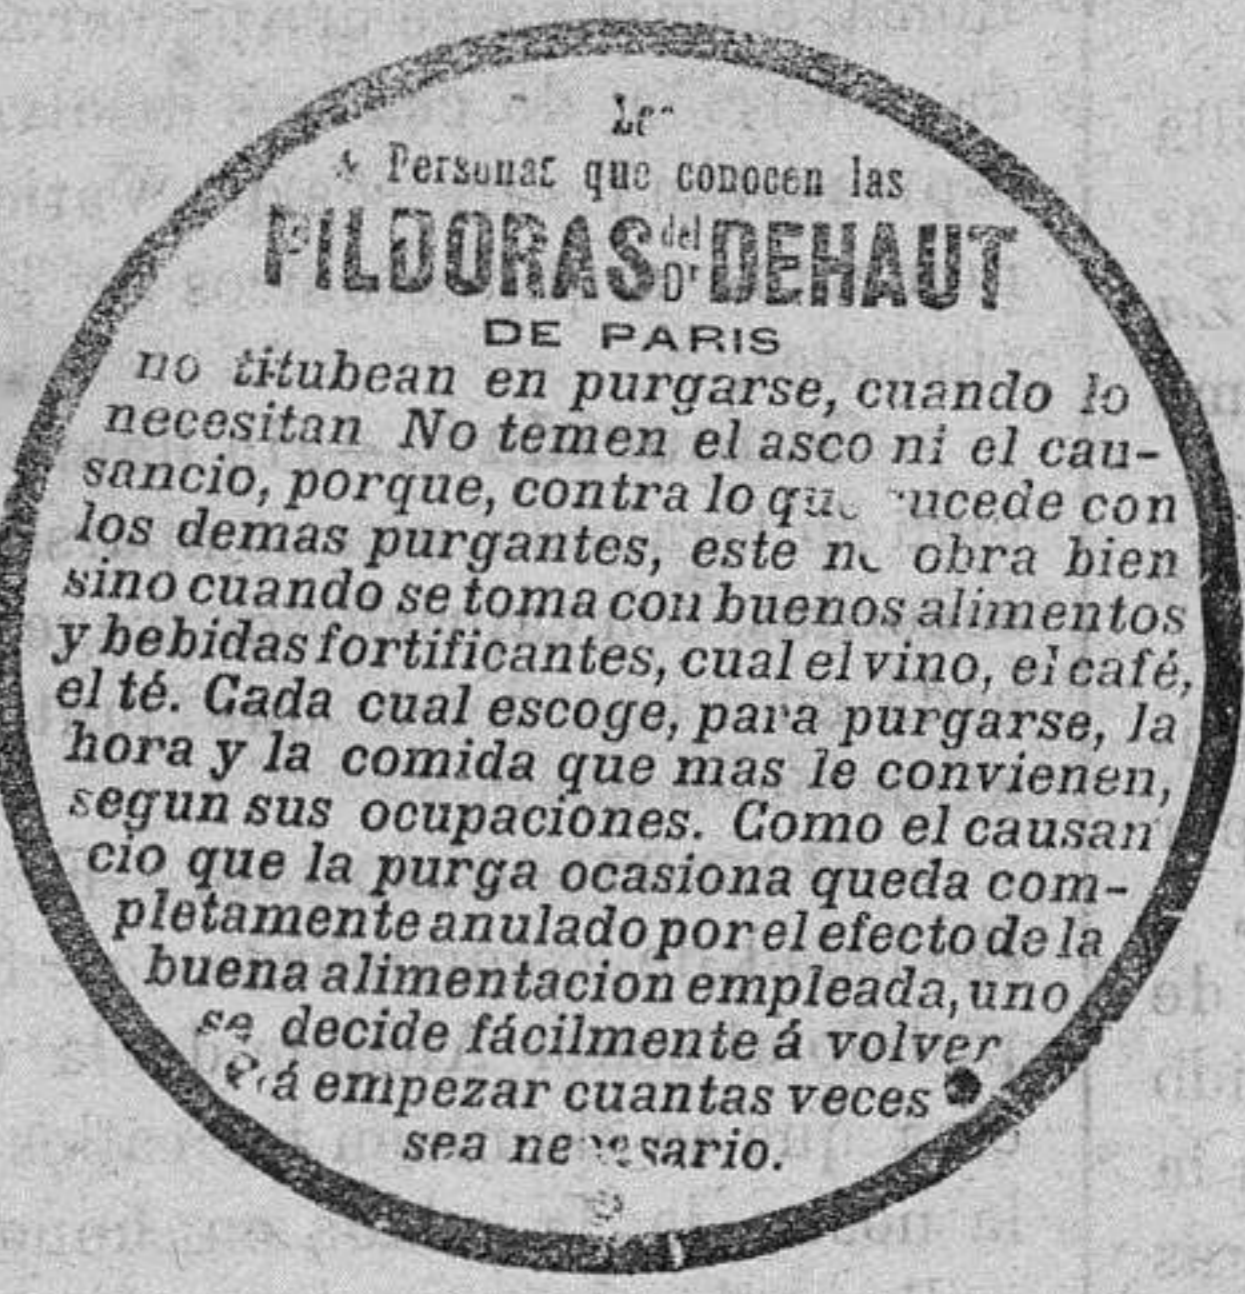 Personas que conocen las
PILDORAS del Dr DEHAUT
DE PARIS
no titubean en purgarse, cuando lo
necesitan No temen el asco ni el cau-
sancio, porque, contra lo que sucede con
los demas purgantes, este no obra bien
sino cuando se toma con buenos alimentos
y bebidas fortificantes, cual el vino, el café,
el té. Cada cual escoge, para purgarse, la
hora y la comida que mas le convienen,
segun sus ocupaciones. Como el causan
cio que la purga ocasiona queda com-
pletamente anulado por el efecto de la
buena alimentacion empleada, uno
se decide fácilmente á volver
á empezar cuantas veces
sea necesario.